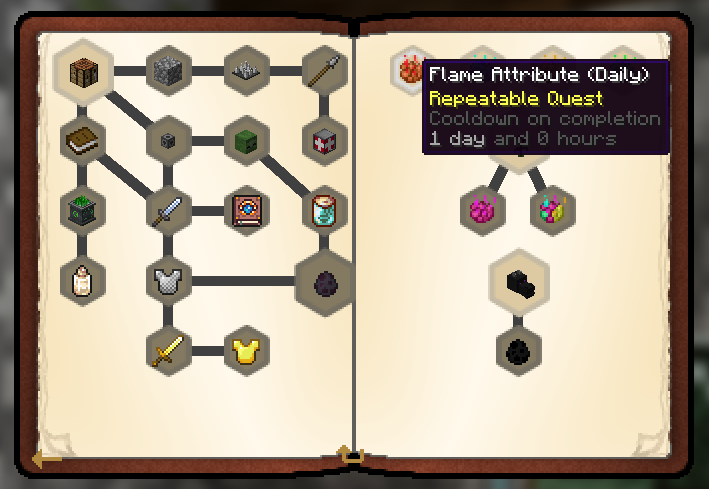 Flame Attribute (Daily)
Repeatable Quest
Cooldown on completion
1 day and 0 hours